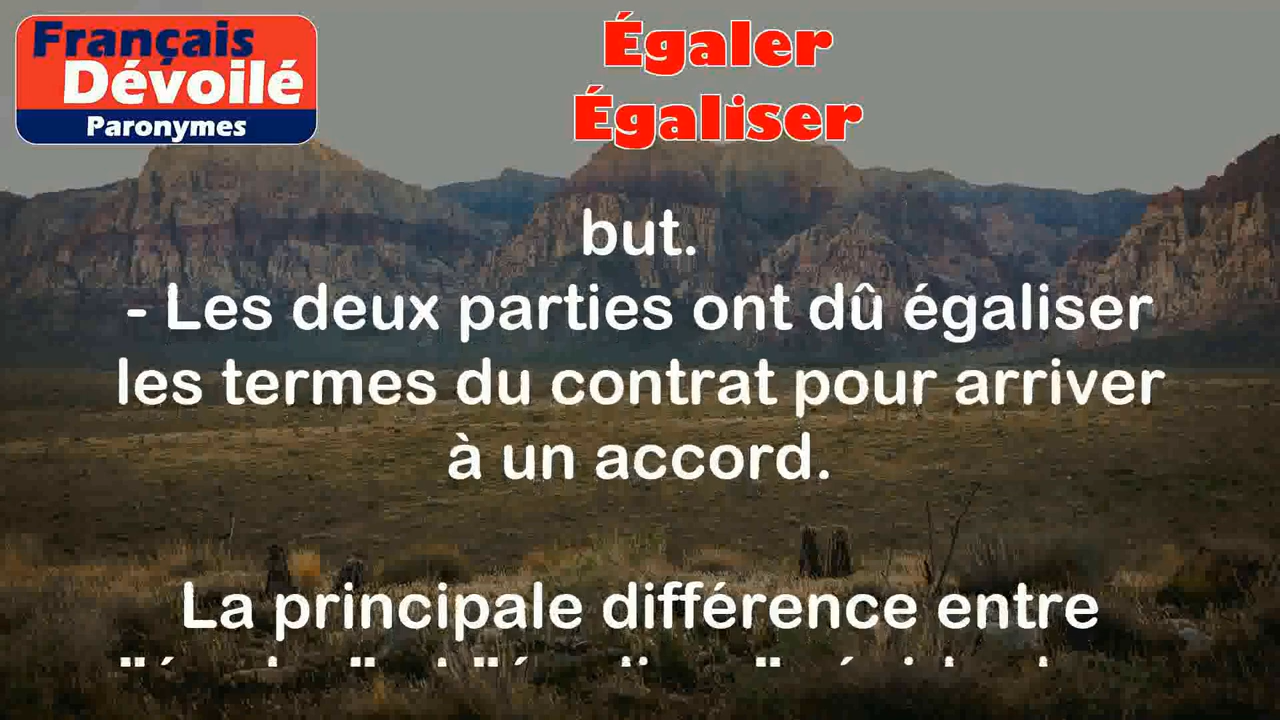 Français
Dévoilé
Paronymes
Égaler
Égaliser
but.
- Les deux parties ont dû égaliser
les termes du contrat pour arriver
à un accord.
La principale différence entre